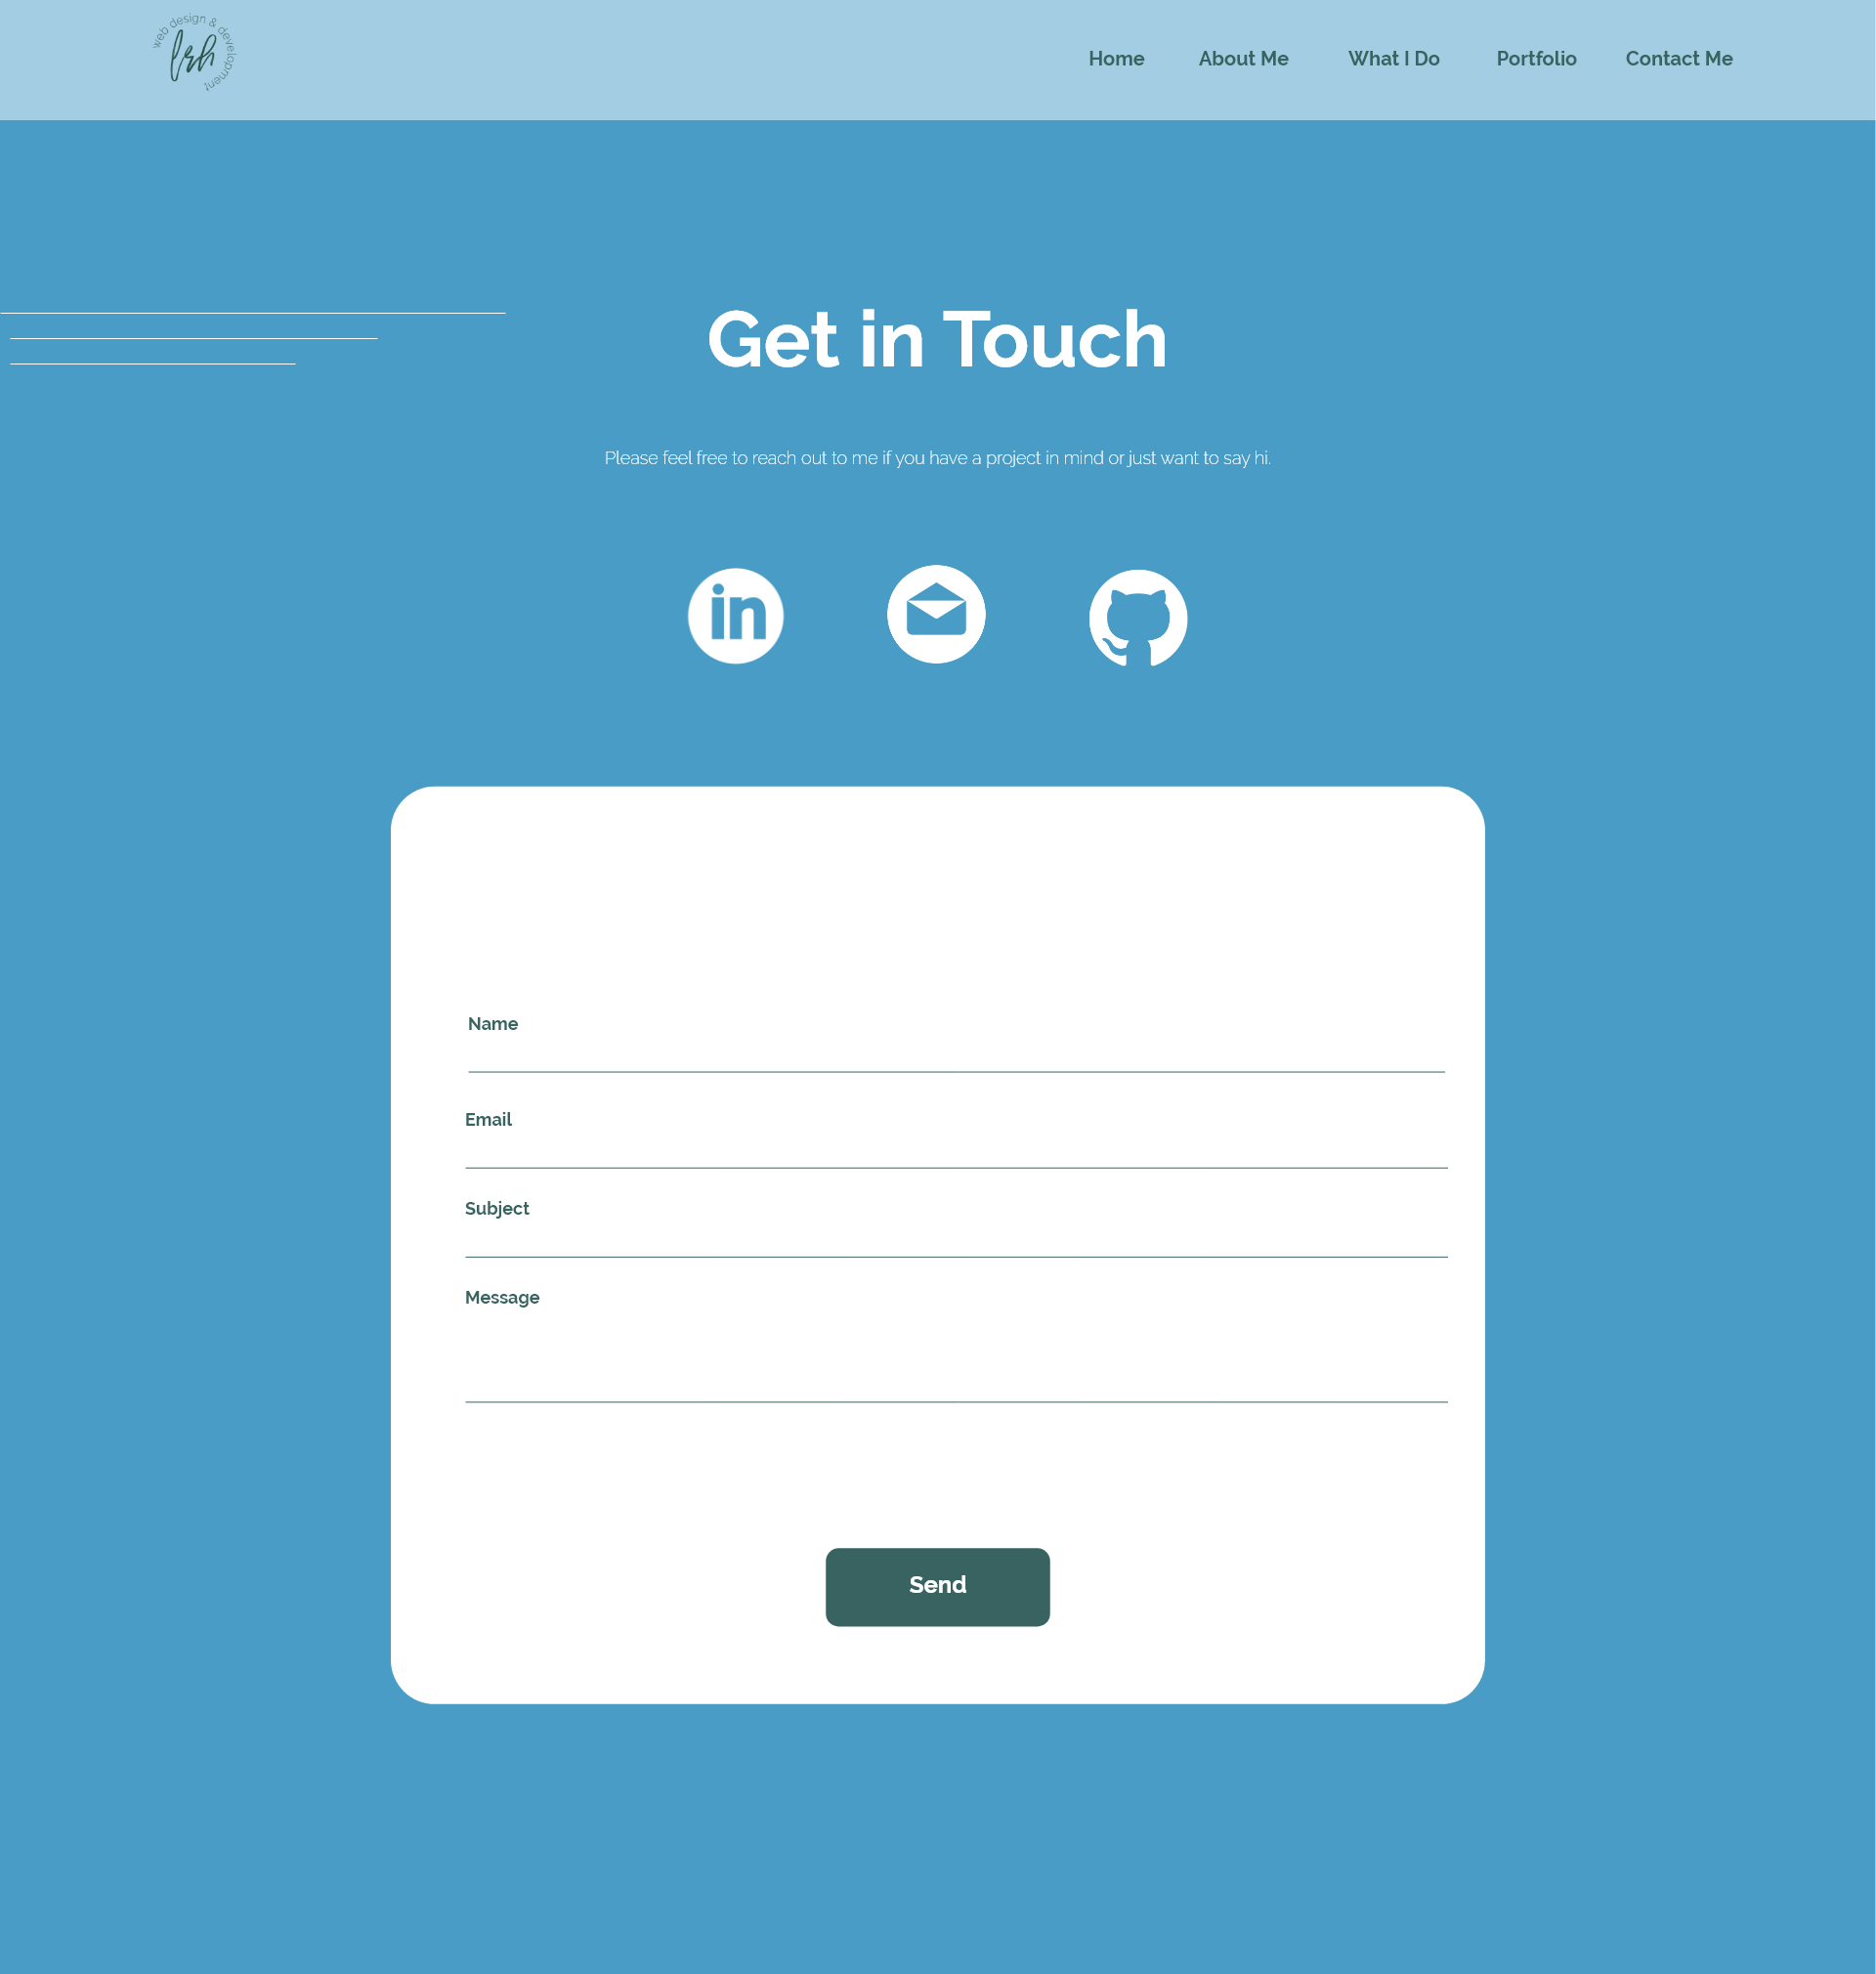 web design & development
lrh
Home About Me What I Do Portfolio Contact Me
Get in Touch
Please feel free to reach out to me if you have a project in mind or just want to say hi.
in
Name
Email
Subject
Message
Send